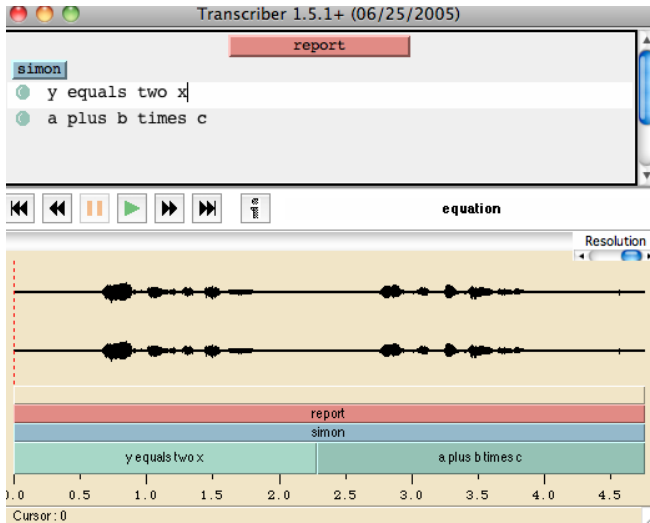 Transcriber 1.5.1+ (06/25/2005)
report
simon
y equals two x
a plus b times c
equation
Resolution
report
simon
y equals two x
a plus b times c
0.0 0.5 1.0 1.5 2.0 2.5 3.0 3.5 4.0 4.5
Cursor : 0